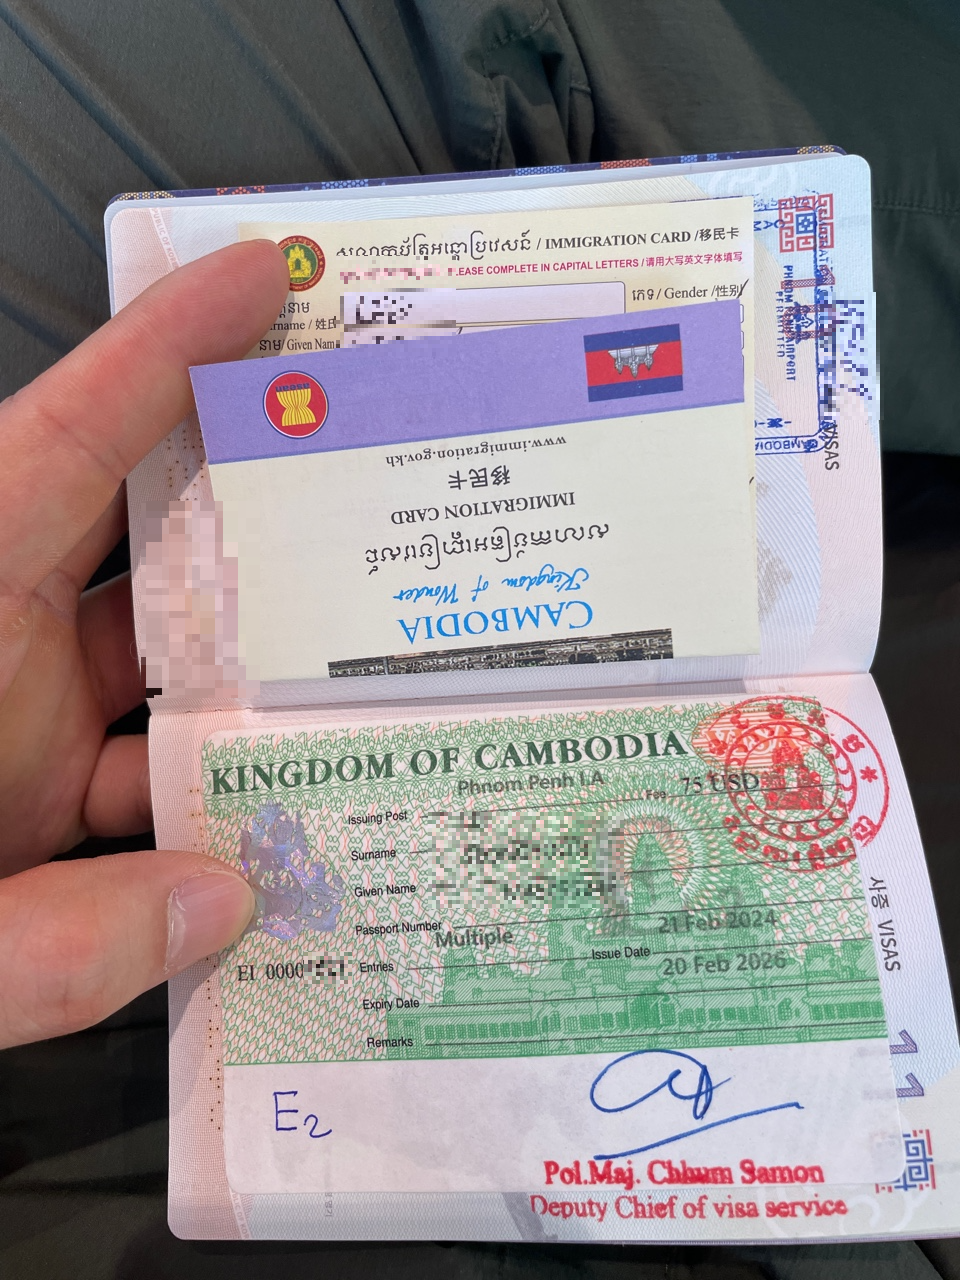 សលាកប័ត្រអន្តោប្រវេសន៍ / IMMIGRATION CARD /移民卡
LEASE COMPLETE IN CAPITAL LETTERS / 请用大写英文字体填写
ភេទ / Gender /性别
/ 姓氏
នាម/ Given Name
asean
www.immigration.gov.kh
移民卡
IMMIGRATION CARD
សលាកប័ត្រអន្តោប្រវេសន៍
Kingdom of Wonder
CAMBODIA
PHNOM PENH AIRPORT
PERMITTED
VISAS
KINGDOM OF CAMBODIA
Phnom Penh I.A
Fee 75 USD
Issuing Post
Surname
Given Name
Passport Number
Multiple
21 Feb 2024
EI 0000
Entries
Issue Date
20 Feb 2026
Expiry Date
Remarks
사증 VISAS
11
E2
Pol.Maj. Chhum Samon
Deputy Chief of visa service